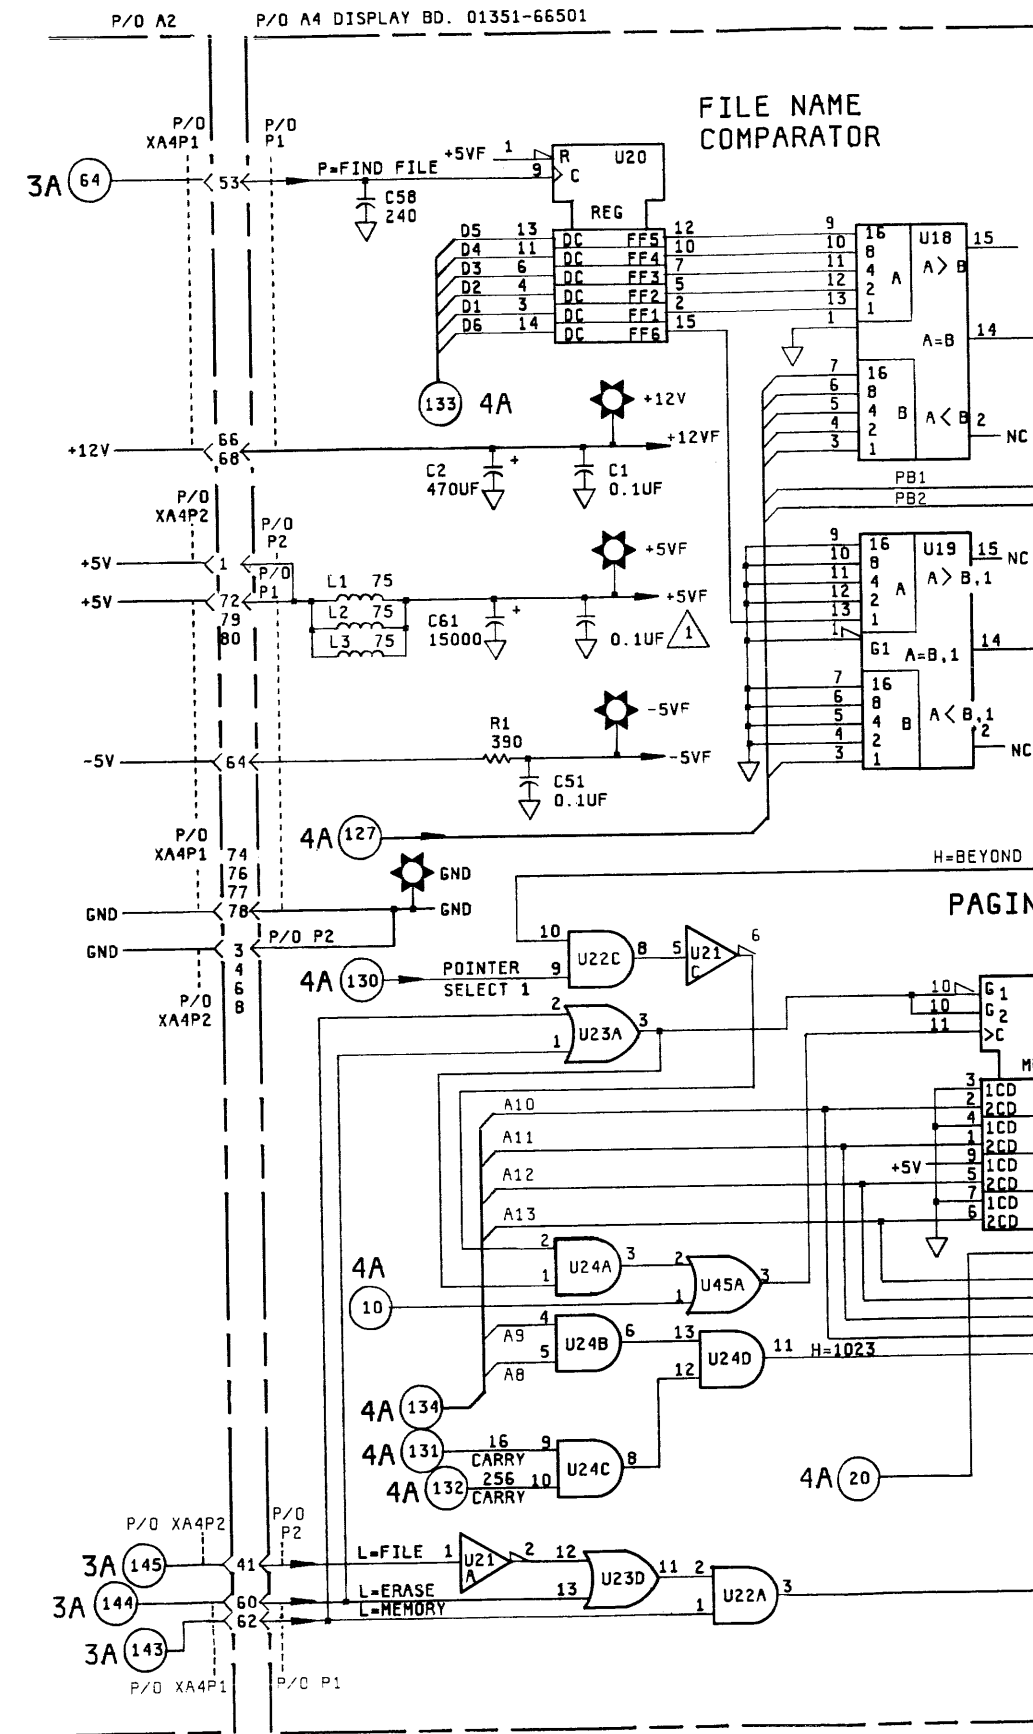 P/O A2
P/O A4 DISPLAY BD. 01351-66501
FILE NAME
COMPARATOR
P/O
XA4P1
P/O
P1
3A 64
53
P=FIND FILE
C58
240
+5VF 1 R U20
9 C
REG
D5 13 DC FF5 12
D4 11 DC FF4 10
D3 6 DC FF3 7
D2 4 DC FF2 5
D1 3 DC FF1 2
D6 14 DC FF6 15
133 4A
9 16 U18 15
10 8 A > B
11 4 A
12 2
13 1
1
A=B 14
7 16
6 8
5 4 B A < B 2
4 2 NC
3 1
+12V
+12V
66
68
+12VF
C2
470UF
+
C1
0.1UF
PB1
PB2
P/O
XA4P2
P/O
P2
+5V 1
P/O
P1
+5V 72
79
80
L1 75
L2 75
L3 75
+5VF
+5VF
C61
15000
+
0.1UF
1
9 16 U19 15 NC
10 8
11 4 A A > B,1
12 2
13 1
1 G1 A=B,1 14
7 16
6 8
5 4 B A < B,1
4 2 2
3 1 NC
-5V 64
R1
390
-5VF
-5VF
C51
0.1UF
4A 127
P/O
XA4P1
74
76
77
GND 78
GND
GND
GND 3
P/O P2
4
6
8
P/O
XA4P2
H=BEYOND
PAGIN
4A 130
POINTER
SELECT 1
10
9 U22C 8
5 U21
C 6
2
1 U23A 3
10 G1
10 G2
11 >C
M
3 1CD
2 2CD
4 1CD
1 2CD
+5V 9 1CD
5 2CD
7 1CD
6 2CD
A10
A11
A12
A13
2
1 U24A 3
2
1 U45A 3
4A
10
A9 4
A8 5
U24B 6
13
12 U24D 11 H=1023
4A 134
4A 131 16
CARRY 9
4A 132 256
CARRY 10
U24C 8
4A 20
P/O XA4P2
P/O
P2
3A 145 41 L=FILE 1 U21
A 2
12
13 U23D 11
2
1 U22A 3
3A 144 60 L=ERASE
62 L=MEMORY
3A 143
P/O XA4P1
P/O P1